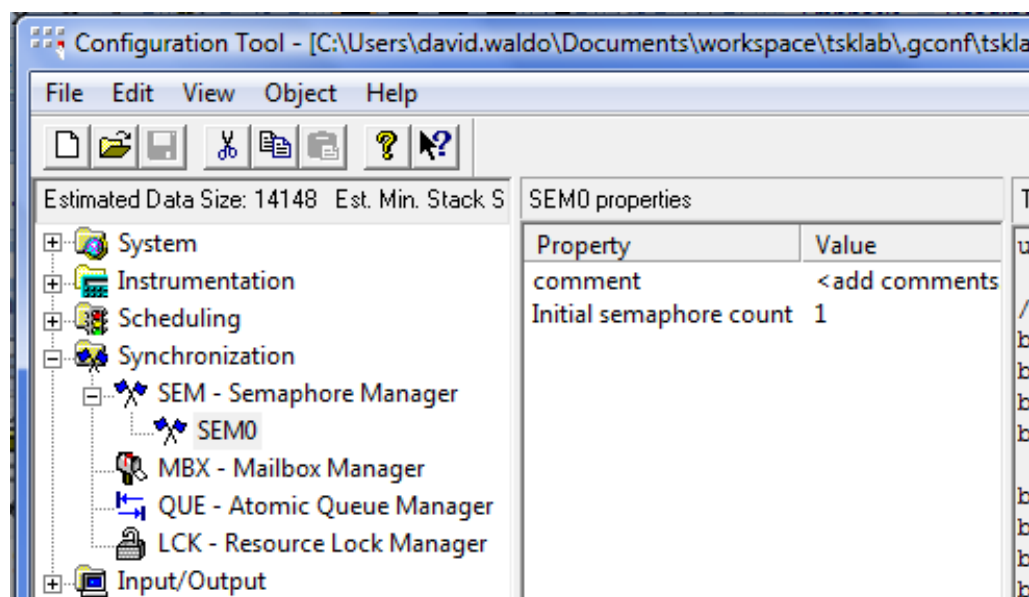 Configuration Tool - [C:\Users\david.waldo\Documents\workspace\tsklab\.gconf\tskla
File Edit View Object Help
Estimated Data Size: 14148 Est. Min. Stack S
SEM0 properties
Property Value
comment <add comments
Initial semaphore count 1
System
Instrumentation
Scheduling
Synchronization
SEM - Semaphore Manager
SEM0
MBX - Mailbox Manager
QUE - Atomic Queue Manager
LCK - Resource Lock Manager
Input/Output
T
u
/
b
b
b
b
b
b
b
b